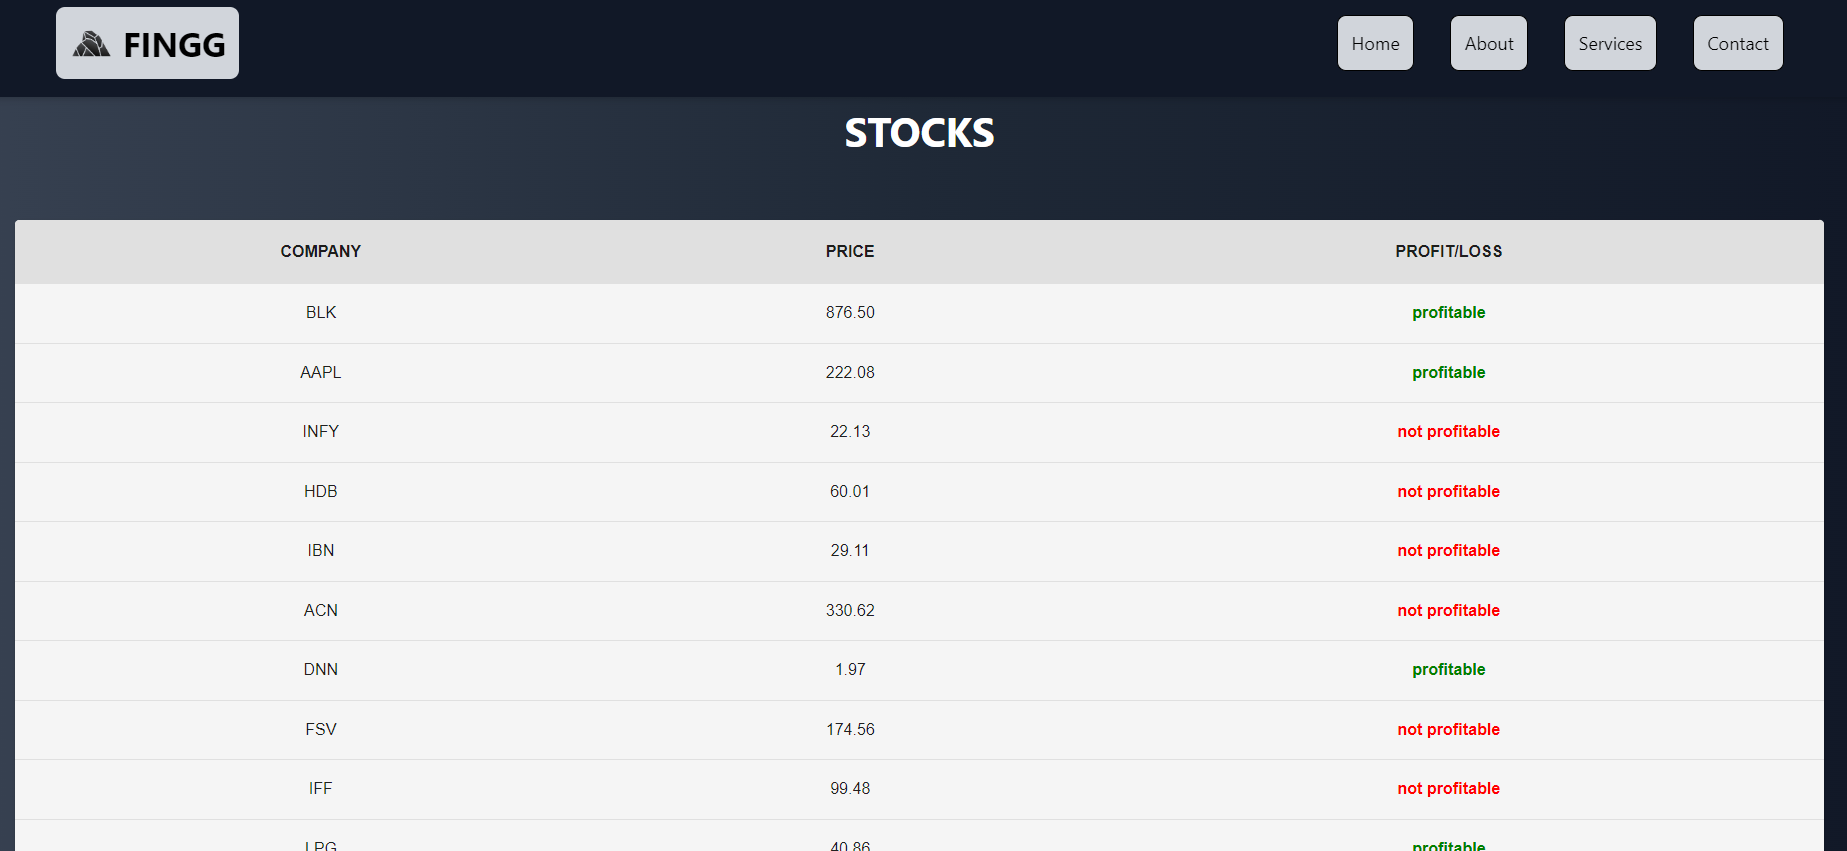 FINGG
Home About Services Contact
STOCKS
COMPANY PRICE PROFIT/LOSS
BLK 876.50 profitable
AAPL 222.08 profitable
INFY 22.13 not profitable
HDB 60.01 not profitable
IBN 29.11 not profitable
ACN 330.62 not profitable
DNN 1.97 profitable
FSV 174.56 not profitable
IFF 99.48 not profitable
LPG 40.86 profitable